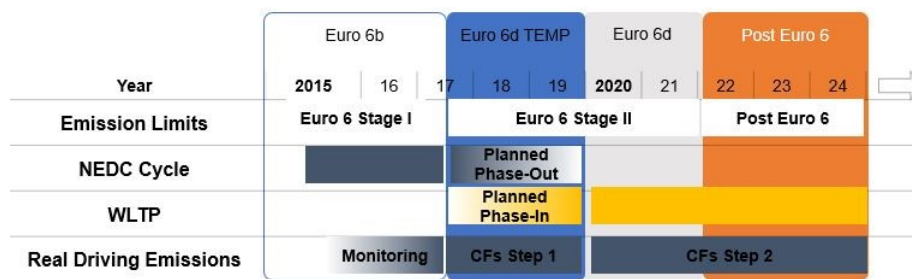 Euro 6b Euro 6d TEMP Euro 6d Post Euro 6
Year 2015 16 17 18 19 2020 21 22 23 24
Emission Limits Euro 6 Stage I Euro 6 Stage II Post Euro 6
NEDC Cycle Planned
Phase-Out
WLTP Planned
Phase-In
Real Driving Emissions Monitoring CFs Step 1 CFs Step 2